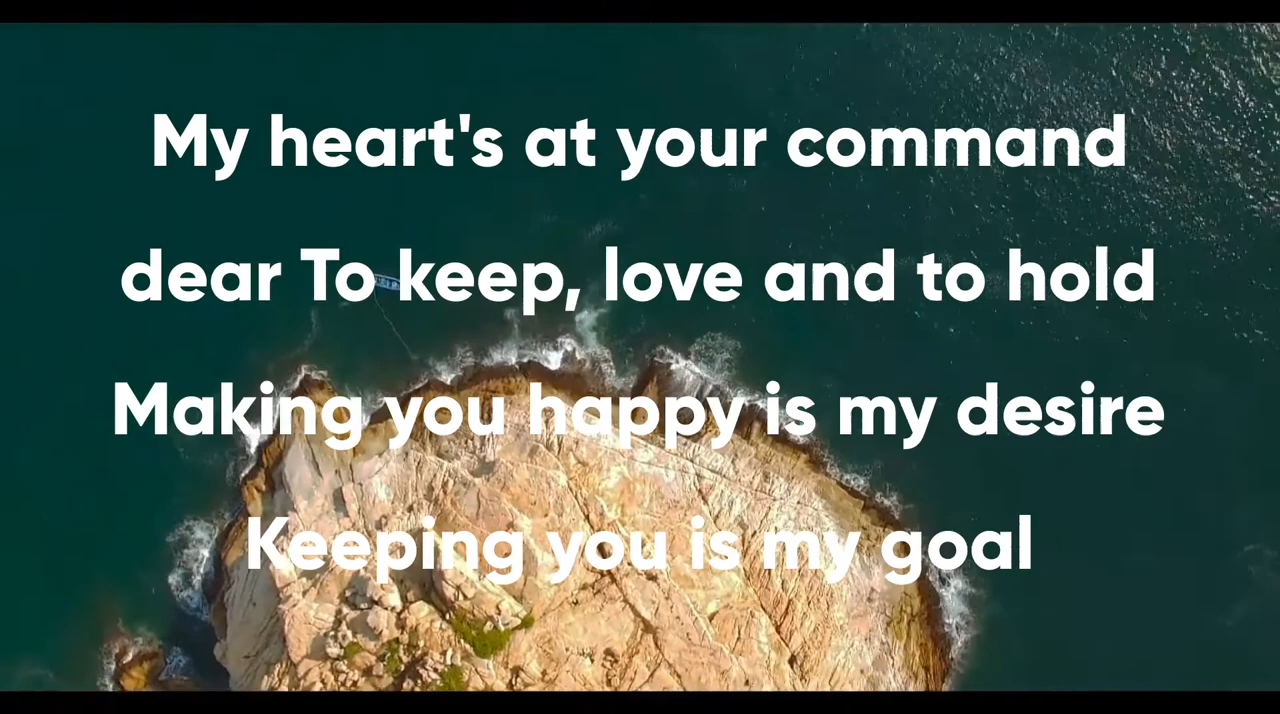 My heart's at your command
dear To keep, love and to hold
Making you happy is my desire
Keeping you is my goal